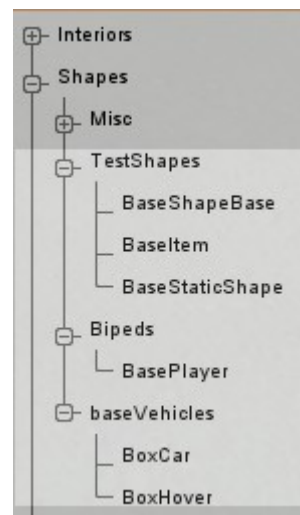 Interiors
Shapes
Misc
TestShapes
BaseShapeBase
BaseItem
BaseStaticShape
Bipeds
BasePlayer
baseVehicles
BoxCar
BoxHover